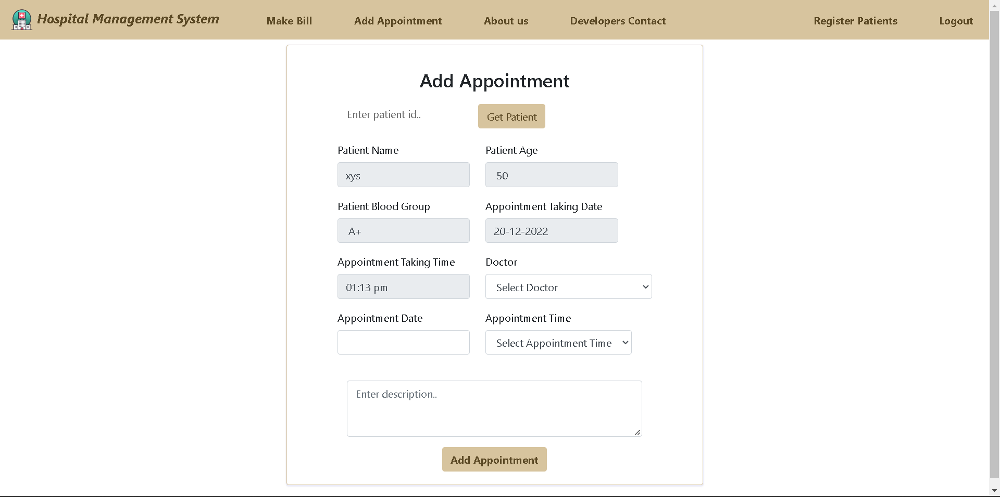 Hospital Management System Make Bill Add Appointment About us Developers Contact Register Patients Logout
Add Appointment
Enter patient id.. Get Patient
Patient Name Patient Age
xys 50
Patient Blood Group Appointment Taking Date
A+ 20-12-2022
Appointment Taking Time Doctor
01:13 pm Select Doctor
Appointment Date Appointment Time
Select Appointment Time
Enter description..
Add Appointment